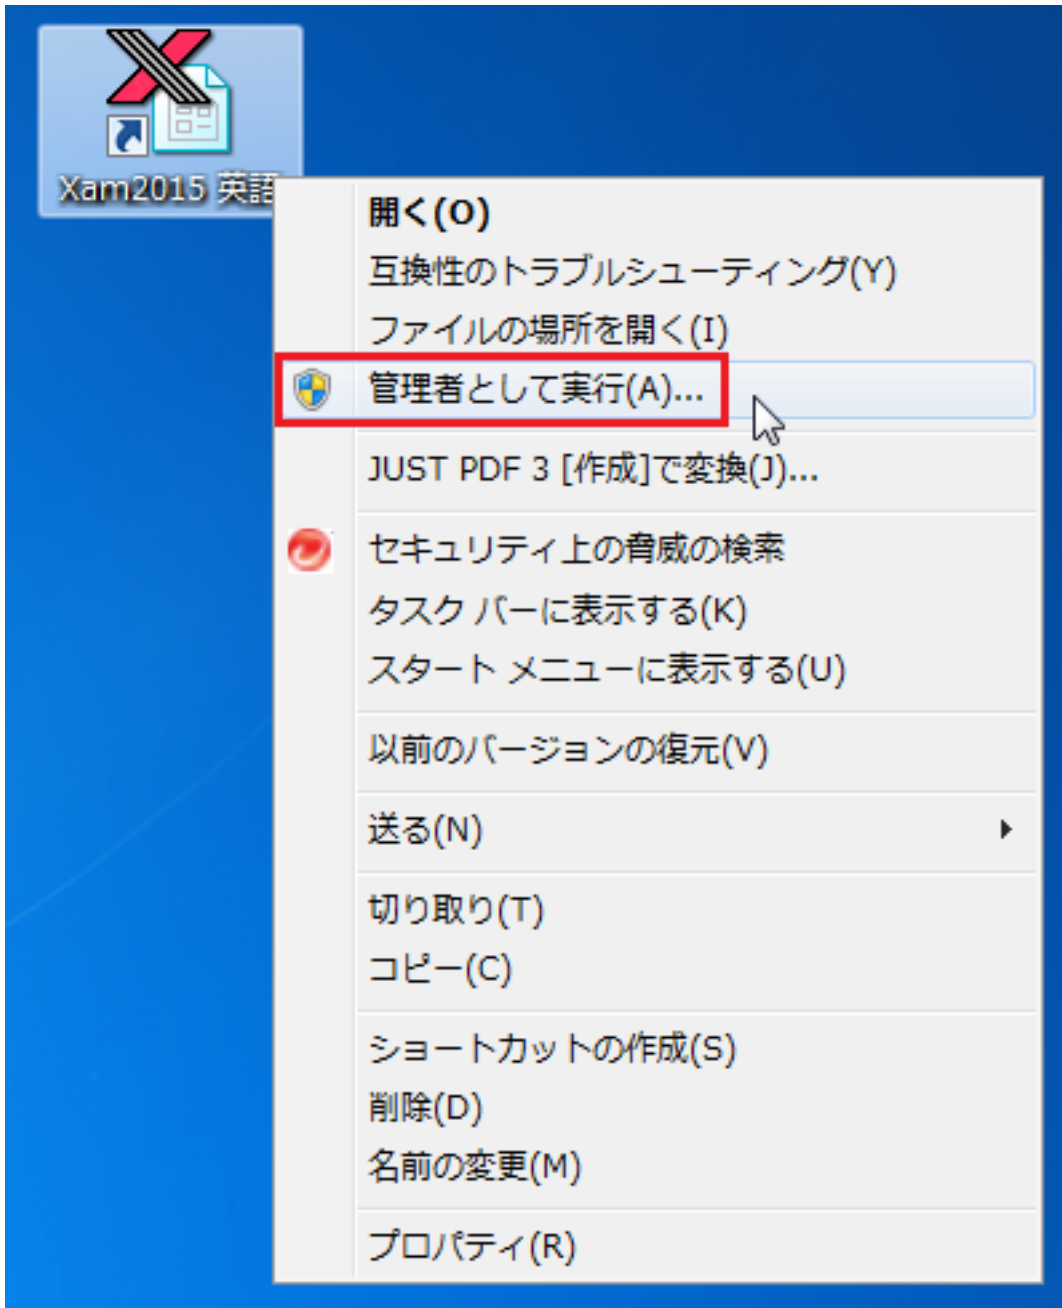 Xam2015 英語
開く(O)
互換性のトラブルシューティング(Y)
ファイルの場所を開く(I)
管理者として実行(A)...
JUST PDF 3 [作成]で変換(J)...
セキュリティ上の脅威の検索
タスク バーに表示する(K)
スタート メニューに表示する(U)
以前のバージョンの復元(V)
送る(N)
切り取り(T)
コピー(C)
ショートカットの作成(S)
削除(D)
名前の変更(M)
プロパティ(R)